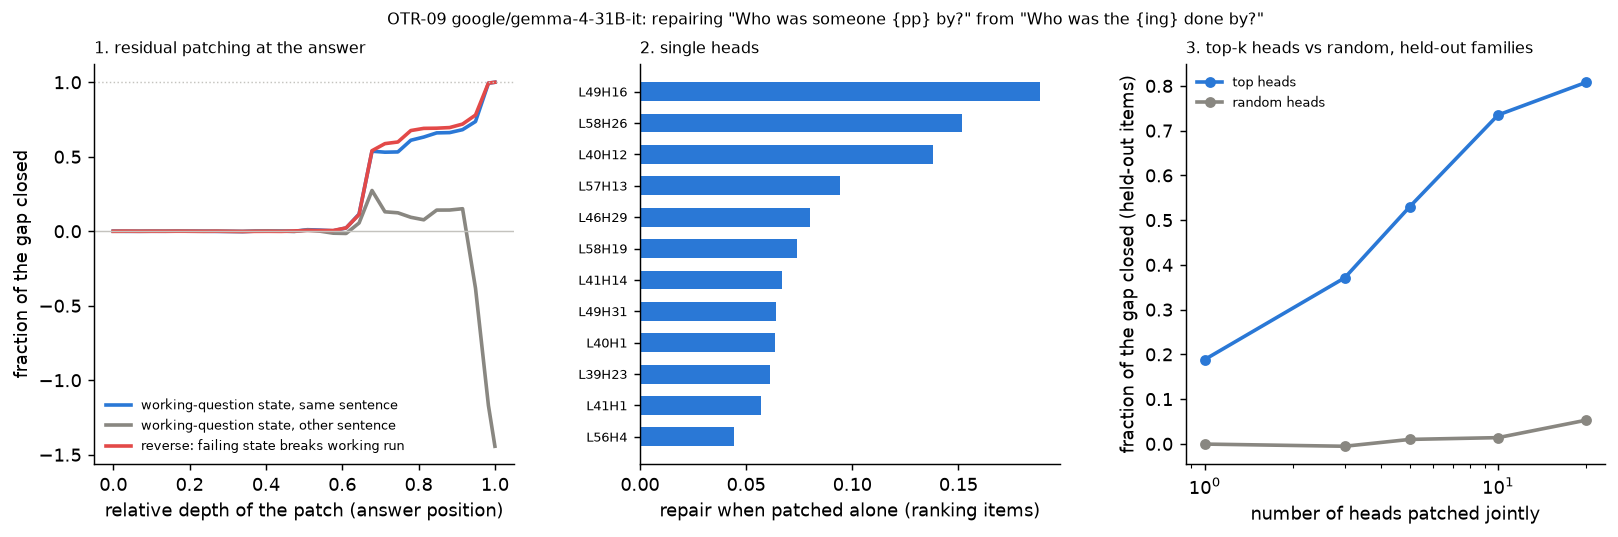 OTR-09 google/gemma-4-31B-it: repairing "Who was someone {pp} by?" from "Who was the {ing} done by?"
1. residual patching at the answer
fraction of the gap closed
1.0
0.5
0.0
−0.5
−1.0
−1.5
working-question state, same sentence
working-question state, other sentence
reverse: failing state breaks working run
0.0 0.2 0.4 0.6 0.8 1.0
relative depth of the patch (answer position)
2. single heads
L49H16
L58H26
L40H12
L57H13
L46H29
L58H19
L41H14
L49H31
L40H1
L39H23
L41H1
L56H4
0.00 0.05 0.10 0.15
repair when patched alone (ranking items)
3. top-k heads vs random, held-out families
fraction of the gap closed (held-out items)
top heads
random heads
0.8
0.7
0.6
0.5
0.4
0.3
0.2
0.1
0.0
10⁰ 10¹
number of heads patched jointly